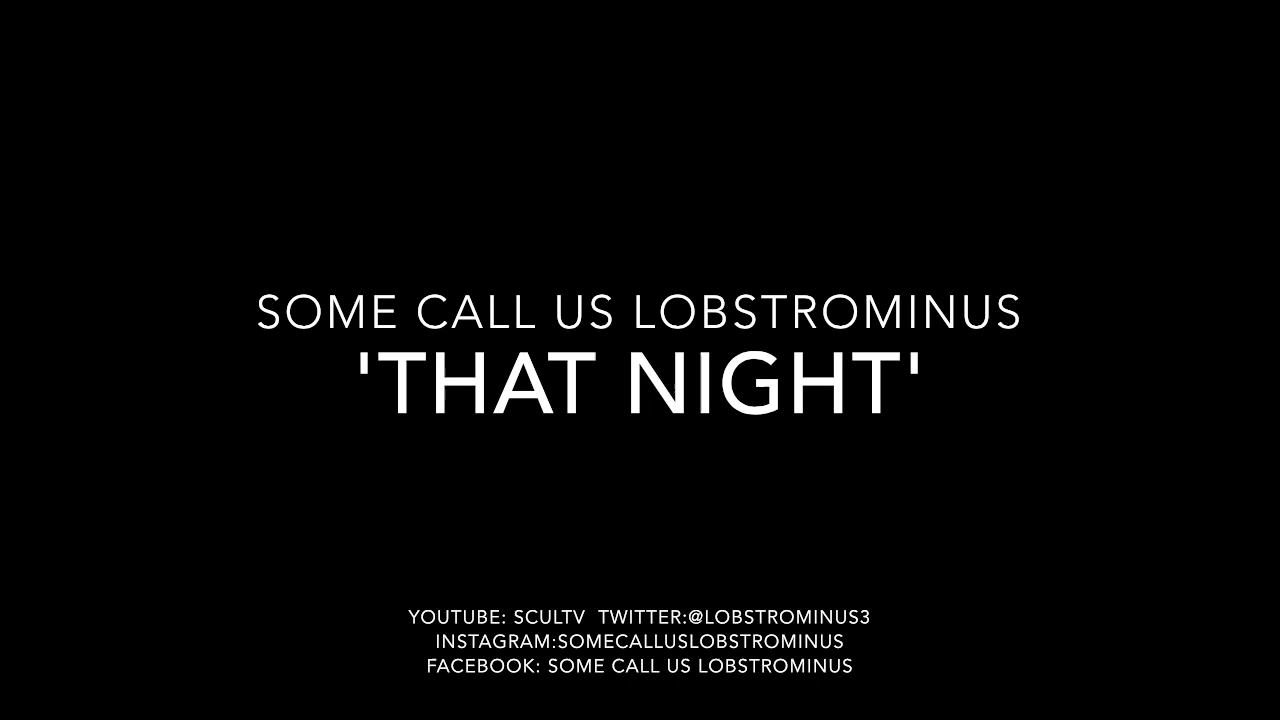 SOME CALL US LOBSTROMINUS
'THAT NIGHT'
YOUTUBE: SCULTV  TWITTER:@LOBSTROMINUS3
INSTAGRAM:SOMECALLUSLOBSTROMINUS
FACEBOOK: SOME CALL US LOBSTROMINUS